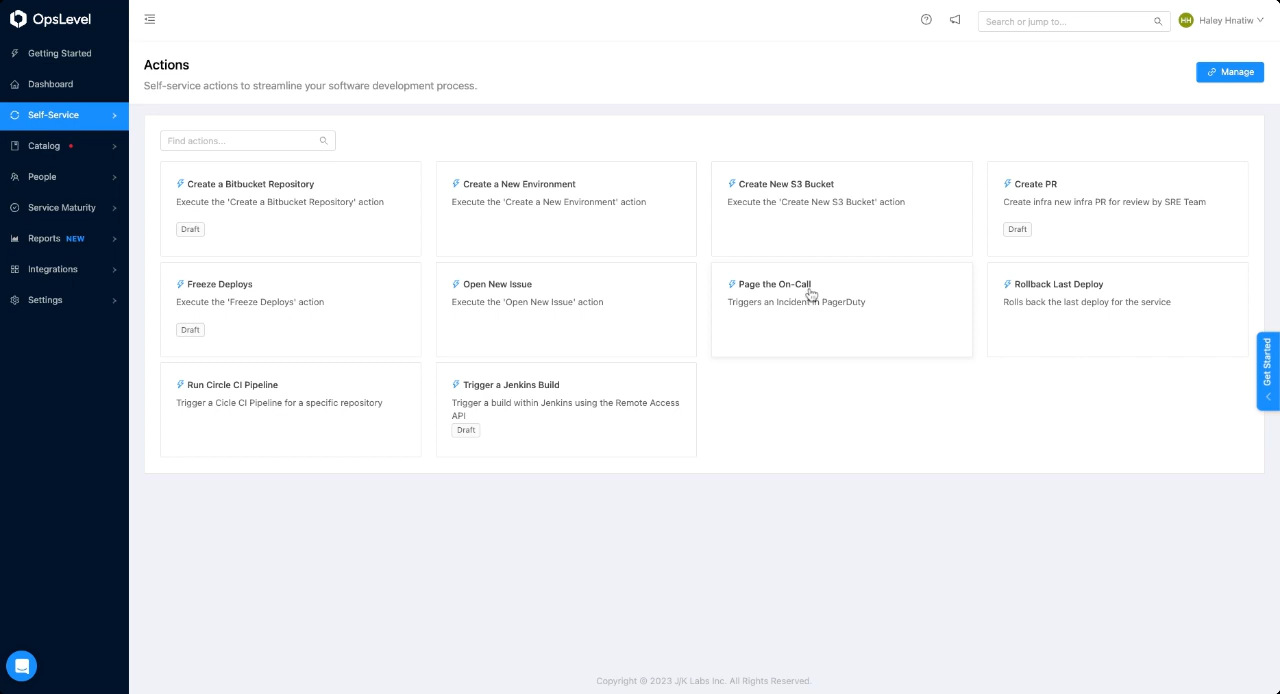 OpsLevel
Getting Started
Dashboard
Self-Service
Catalog
People
Service Maturity
Reports NEW
Integrations
Settings
Search or jump to...
HH Haley Hnatiw
Actions
Self-service actions to streamline your software development process.
Manage
Find actions...
Create a Bitbucket Repository
Execute the 'Create a Bitbucket Repository' action
Draft
Create a New Environment
Execute the 'Create a New Environment' action
Create New S3 Bucket
Execute the 'Create New S3 Bucket' action
Create PR
Create infra new infra PR for review by SRE Team
Draft
Freeze Deploys
Execute the 'Freeze Deploys' action
Draft
Open New Issue
Execute the 'Open New Issue' action
Page the On-Call
Triggers an Incident in PagerDuty
Rollback Last Deploy
Rolls back the last deploy for the service
Run Circle CI Pipeline
Trigger a Cicle CI Pipeline for a specific repository
Trigger a Jenkins Build
Trigger a build within Jenkins using the Remote Access
API
Draft
Get Started
Copyright © 2023 J/K Labs Inc. All Rights Reserved.